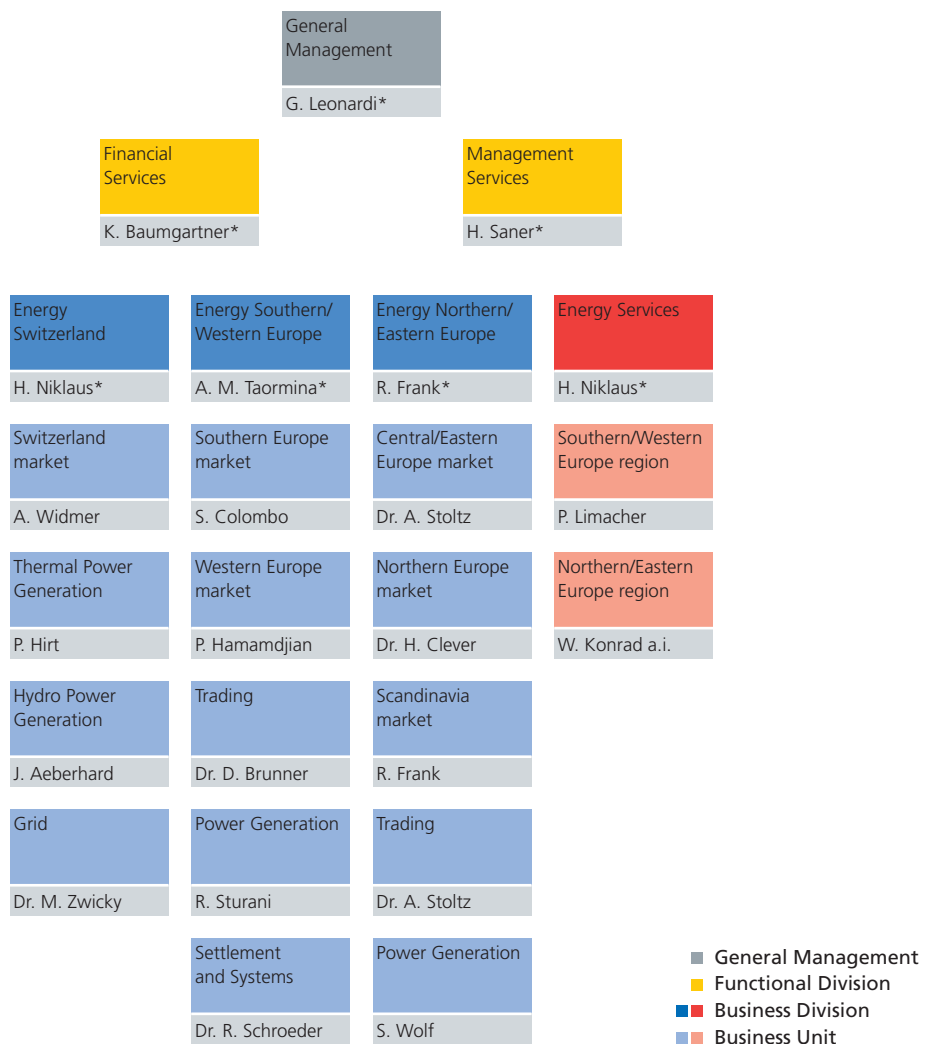 General
Management
G. Leonardi*
Financial
Services
K. Baumgartner*
Management
Services
H. Saner*
Energy
Switzerland
H. Niklaus*
Energy Southern/
Western Europe
A. M. Taormina*
Energy Northern/
Eastern Europe
R. Frank*
Energy Services
H. Niklaus*
Switzerland
market
A. Widmer
Southern Europe
market
S. Colombo
Central/Eastern
Europe market
Dr. A. Stoltz
Southern/Western
Europe region
P. Limacher
Thermal Power
Generation
P. Hirt
Western Europe
market
P. Hamamdjian
Northern Europe
market
Dr. H. Clever
Northern/Eastern
Europe region
W. Konrad a.i.
Hydro Power
Generation
J. Aeberhard
Trading
Dr. D. Brunner
Scandinavia
market
R. Frank
Grid
Dr. M. Zwicky
Power Generation
R. Sturani
Trading
Dr. A. Stoltz
Settlement
and Systems
Dr. R. Schroeder
Power Generation
S. Wolf
General Management
Functional Division
Business Division
Business Unit